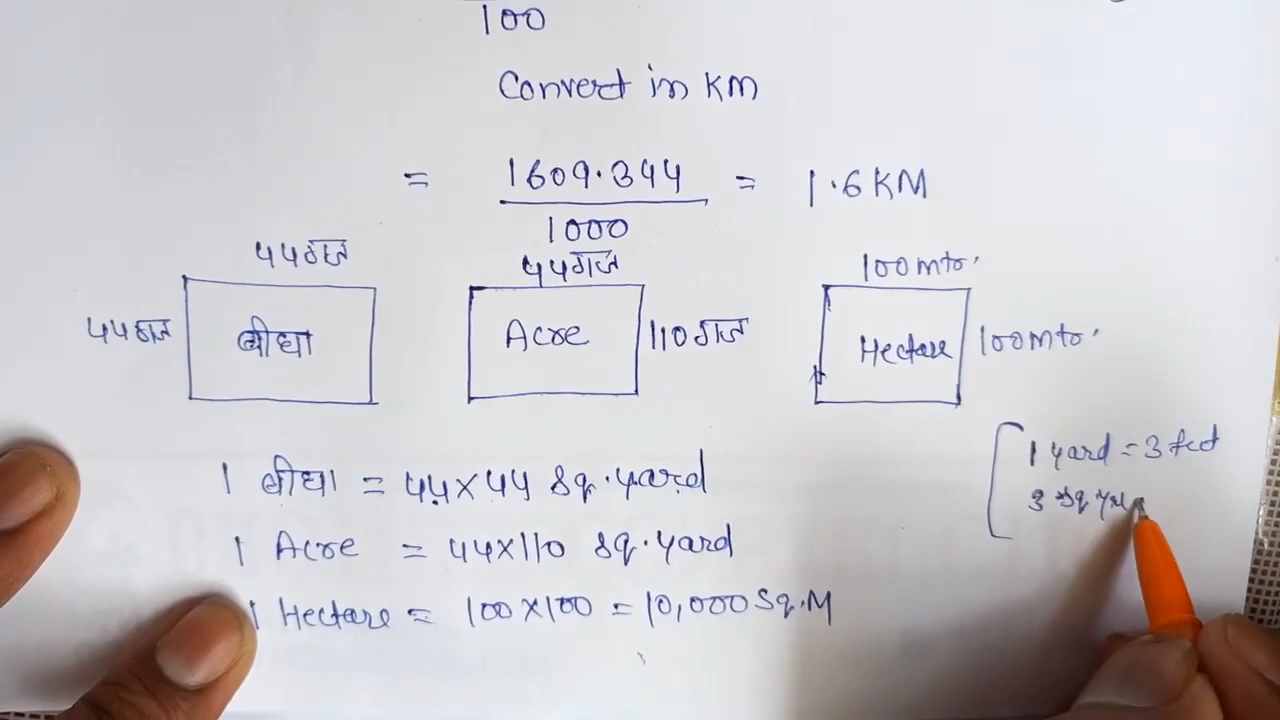 100
Convert in KM
= 1609.344 = 1.6 KM
1000
44गज 44गज 100 mtr.
44गज बीघा Acre 110गज Hectare 100 mtr.
1 बीघा = 44×44 Sq.yard
1 Acre = 44×110 Sq.yard
1 Hectare = 100×100 = 10,000 Sq.M
1 yard = 3 feet
3 sq